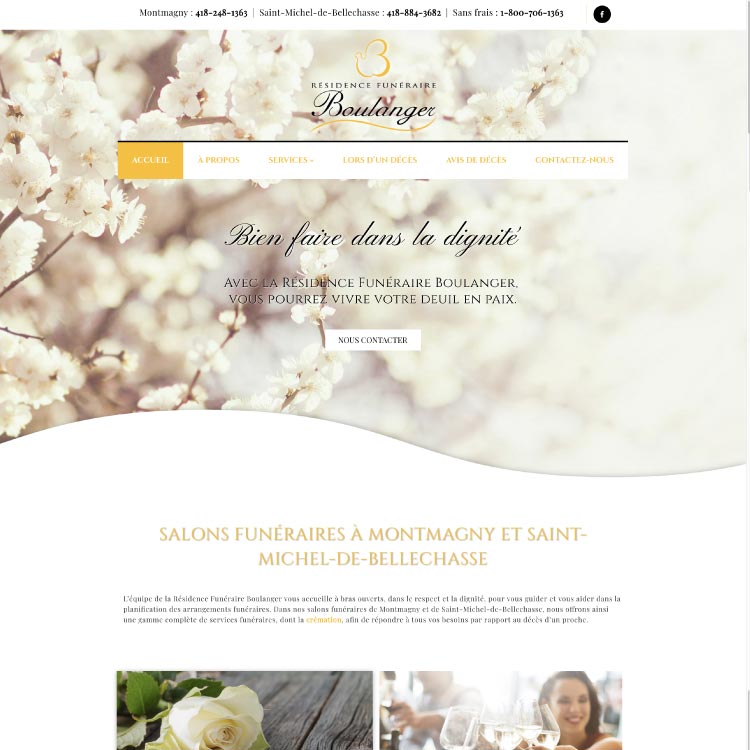 Montmagny : 418-248-1363 | Saint-Michel-de-Bellechasse : 418-884-3682 | Sans frais : 1-800-706-1363
RÉSIDENCE FUNÉRAIRE
Boulanger
ACCUEIL À PROPOS SERVICES LORS D'UN DÉCÈS AVIS DE DÉCÈS CONTACTEZ-NOUS
Bien faire dans la dignité
AVEC LA RÉSIDENCE FUNÉRAIRE BOULANGER,
VOUS POURREZ VIVRE VOTRE DEUIL EN PAIX.
NOUS CONTACTER
SALONS FUNÉRAIRES À MONTMAGNY ET SAINT-
MICHEL-DE-BELLECHASSE
L'équipe de la Résidence Funéraire Boulanger vous accueille à bras ouverts, dans le respect et la dignité, pour vous guider et vous aider dans la
planification des arrangements funéraires. Dans nos salons funéraires de Montmagny et de Saint-Michel-de-Bellechasse, nous offrons ainsi
une gamme complète de services funéraires, dont la crémation, afin de répondre à tous vos besoins par rapport au décès d'un proche.